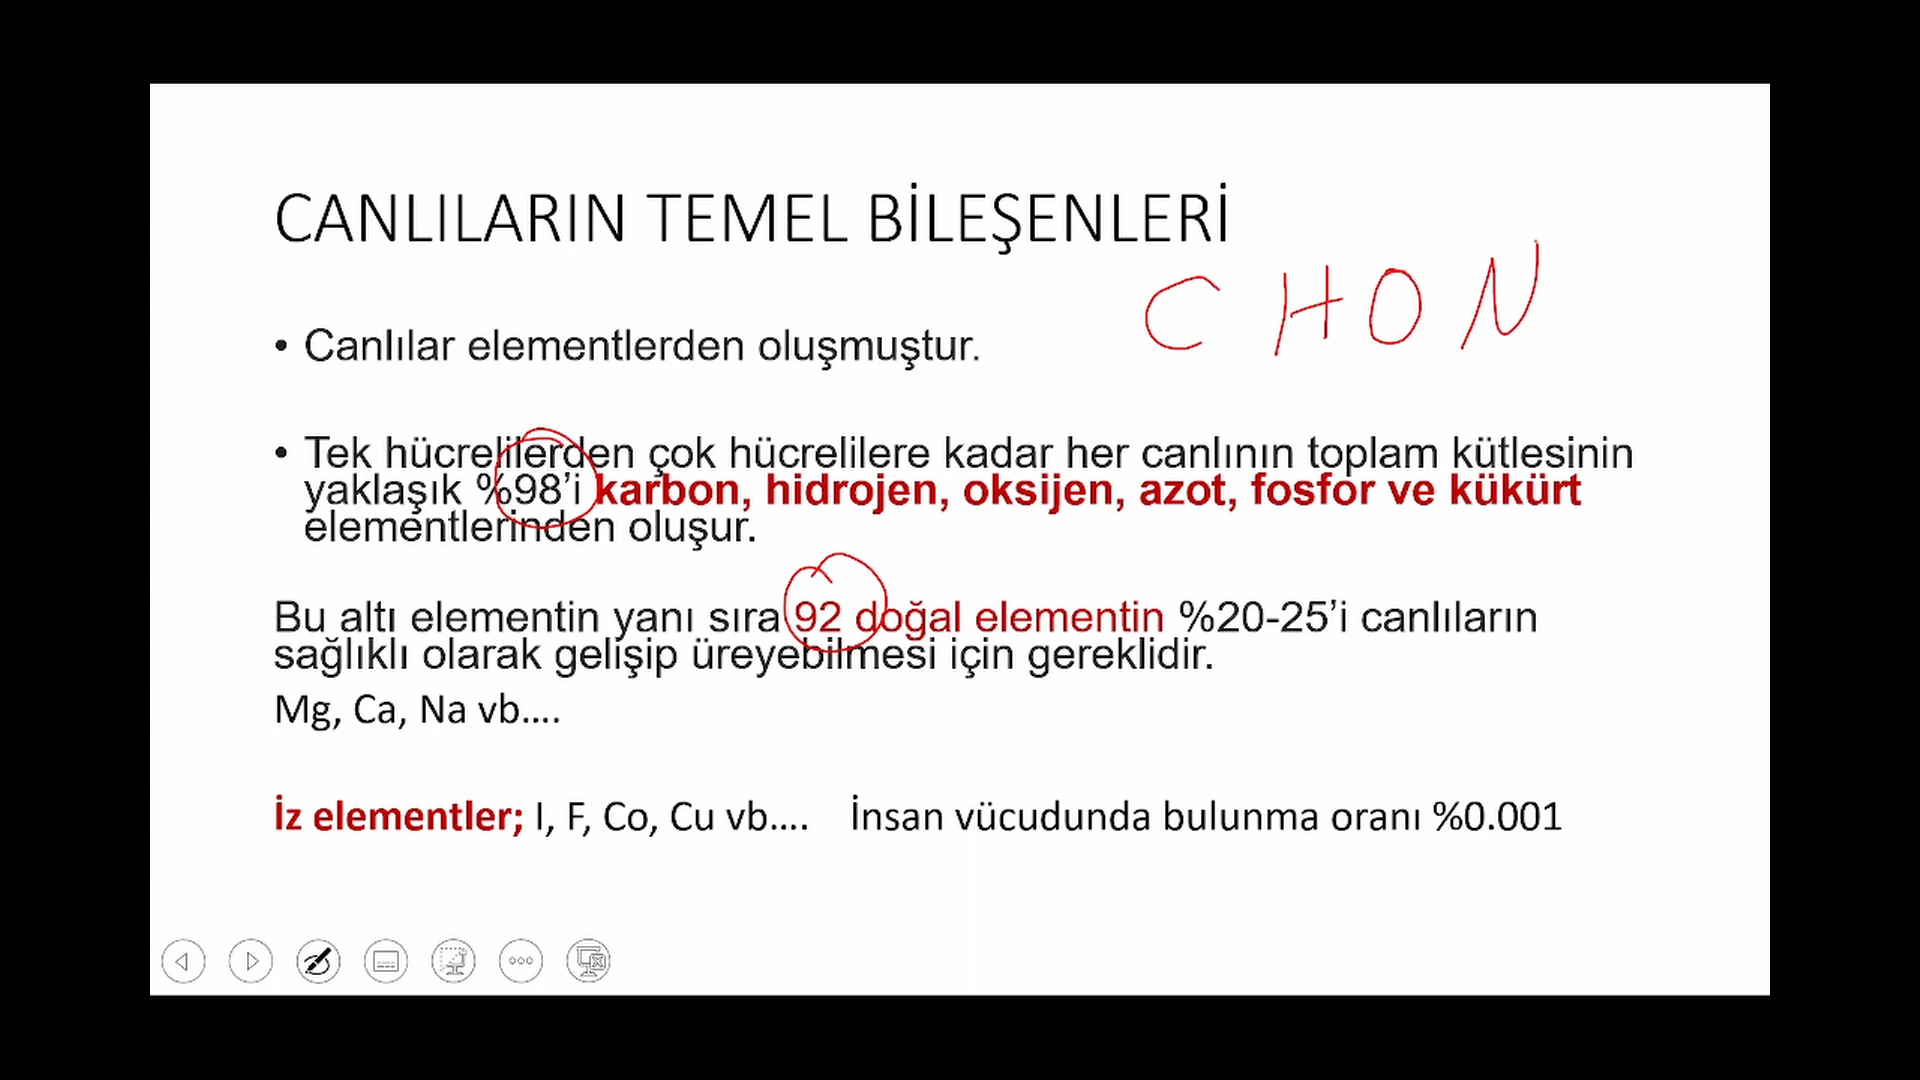 CANLILARIN TEMEL BİLEŞENLERİ
C H O N
• Canlılar elementlerden oluşmuştur.
• Tek hücrelilerden çok hücrelilere kadar her canlının toplam kütlesinin
yaklaşık %98’i karbon, hidrojen, oksijen, azot, fosfor ve kükürt
elementlerinden oluşur.
Bu altı elementin yanı sıra 92 doğal elementin %20-25’i canlıların
sağlıklı olarak gelişip üreyebilmesi için gereklidir.
Mg, Ca, Na vb....
İz elementler; I, F, Co, Cu vb.... İnsan vücudunda bulunma oranı %0.001